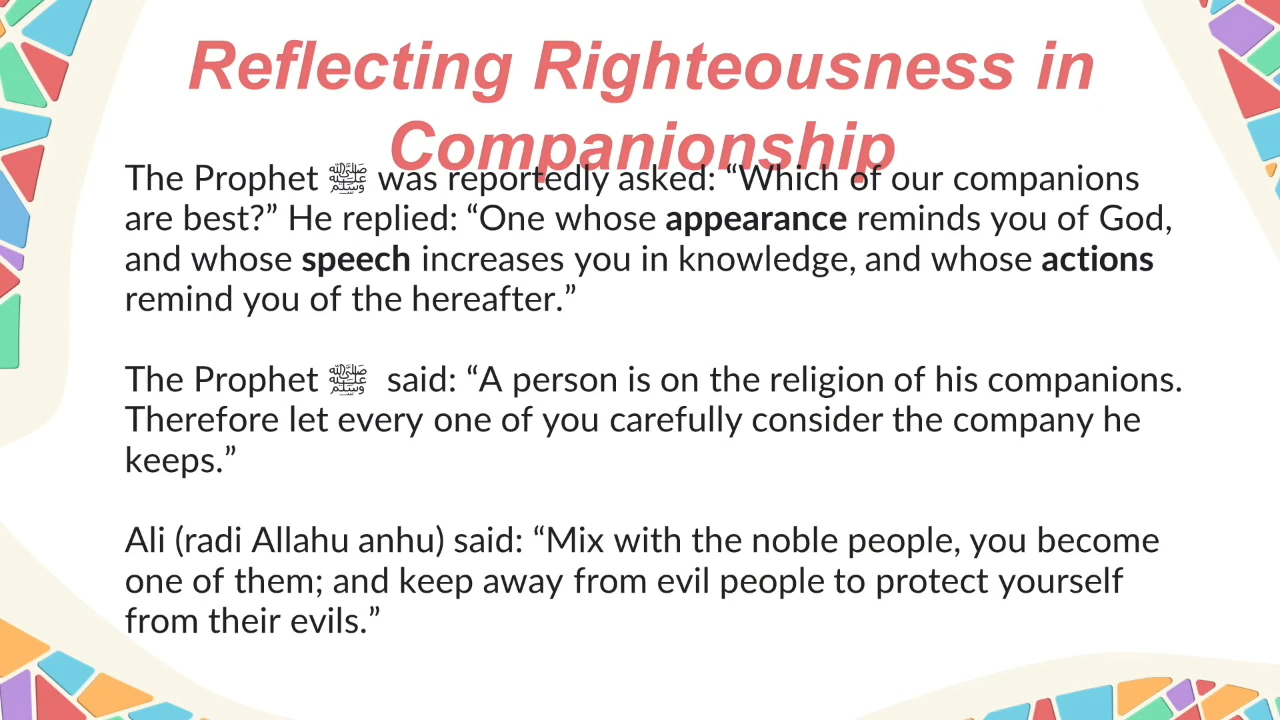 Reflecting Righteousness in
Companionship
The Prophet ﷺ was reportedly asked: “Which of our companions
are best?” He replied: “One whose appearance reminds you of God,
and whose speech increases you in knowledge, and whose actions
remind you of the hereafter.”
The Prophet ﷺ said: “A person is on the religion of his companions.
Therefore let every one of you carefully consider the company he
keeps.”
Ali (radi Allahu anhu) said: “Mix with the noble people, you become
one of them; and keep away from evil people to protect yourself
from their evils.”